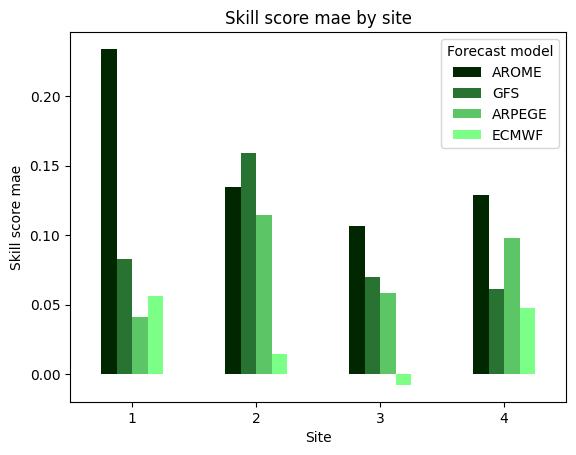 Skill score mae by site
Forecast model
AROME
GFS
ARPEGE
ECMWF
Skill score mae
0.20
0.15
0.10
0.05
0.00
1 2 3 4
Site